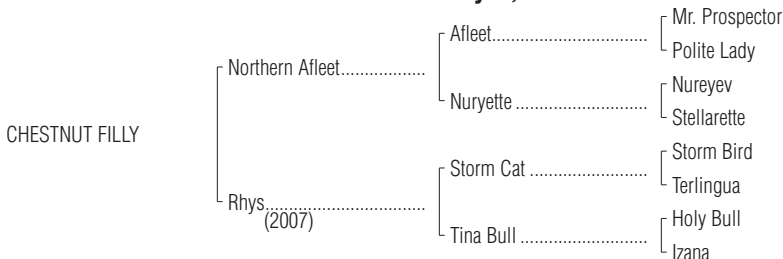 Mr. Prospector
Afleet
Polite Lady
Northern Afleet
Nureyev
Nuryette
Stellarette
CHESTNUT FILLY
Storm Bird
Storm Cat
Terlingua
Rhys
(2007)
Holy Bull
Tina Bull
Izana